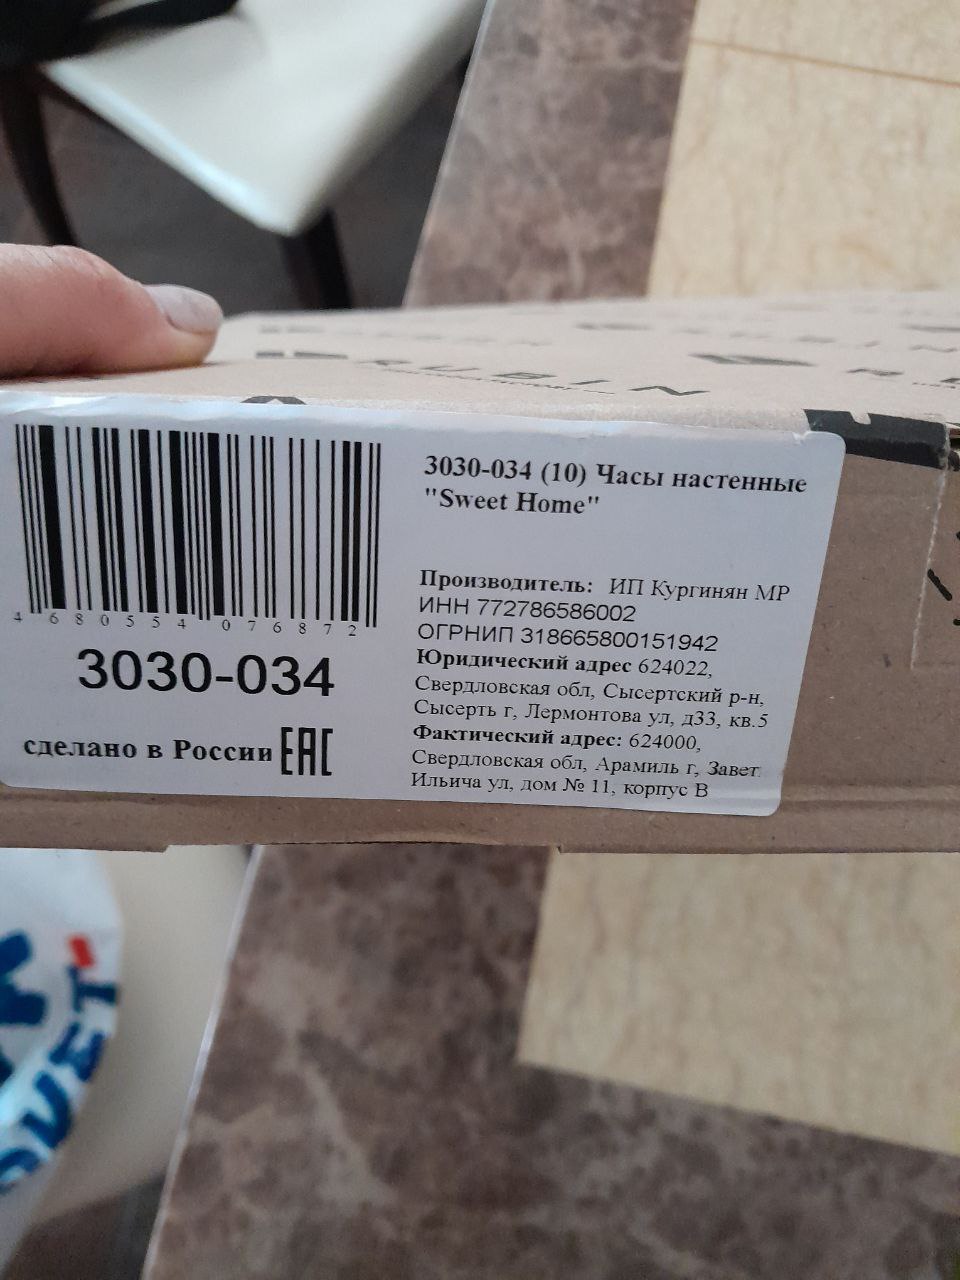 RUBIN
3030-034 (10) Часы настенные
"Sweet Home"
Производитель: ИП Кургинян МР
ИНН 772786586002
ОГРНИП 318665800151942
Юридический адрес 624022,
Свердловская обл, Сысертский р-н,
Сысерть г, Лермонтова ул, д33, кв.5
Фактический адрес: 624000,
Свердловская обл, Арамиль г, Завет
Ильича ул, дом № 11, корпус В
4 680554 076872
3030-034
сделано в России EAC